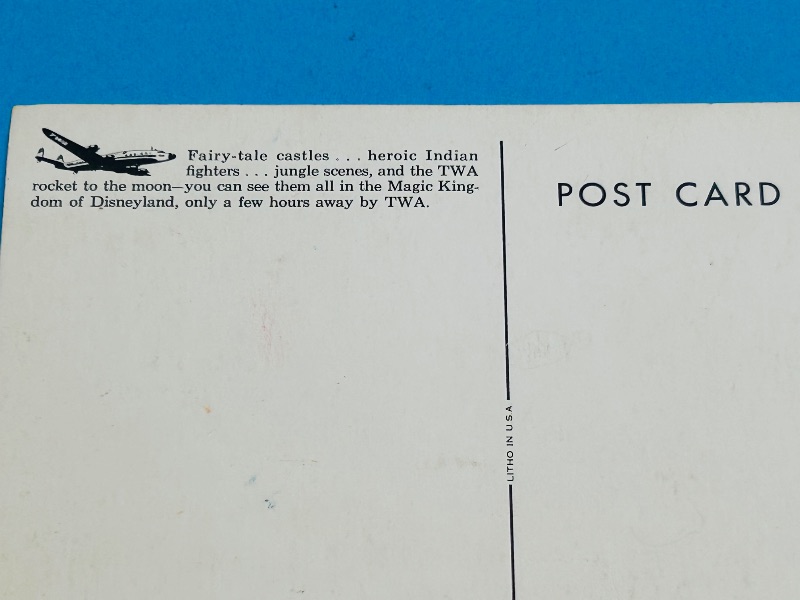 Fairy-tale castles . . . heroic Indian
fighters . . . jungle scenes, and the TWA
rocket to the moon—you can see them all in the Magic King-
dom of Disneyland, only a few hours away by TWA.
POST CARD
LITHO IN U S A